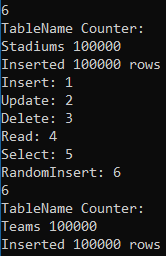 6
TableName Counter:
Stadiums 100000
Inserted 100000 rows
Insert: 1
Update: 2
Delete: 3
Read: 4
Select: 5
RandomInsert: 6
6
TableName Counter:
Teams 100000
Inserted 100000 rows